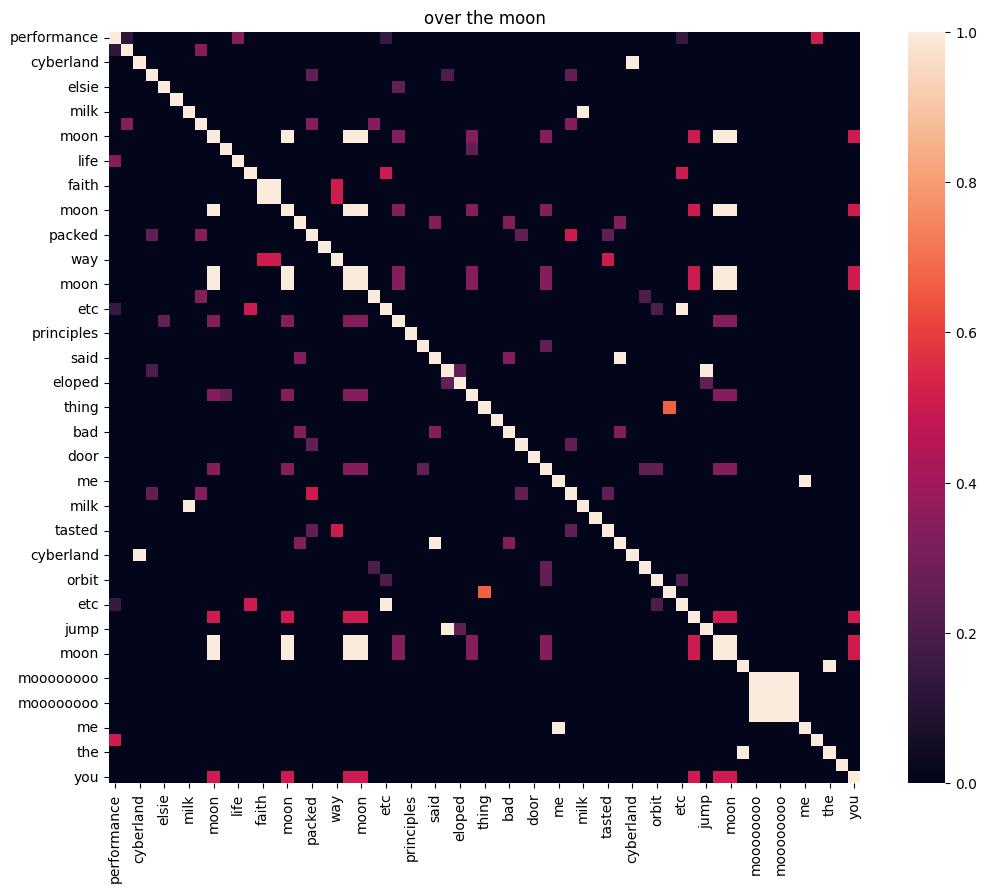 over the moon
performance
cyberland
elsie
milk
moon
life
faith
moon
packed
way
moon
etc
principles
said
eloped
thing
bad
door
me
milk
tasted
cyberland
orbit
etc
jump
moon
moooooooo
moooooooo
me
the
you
performance
cyberland
elsie
milk
moon
life
faith
moon
packed
way
moon
etc
principles
said
eloped
thing
bad
door
me
milk
tasted
cyberland
orbit
etc
jump
moon
moooooooo
moooooooo
me
the
you
1.0
0.8
0.6
0.4
0.2
0.0